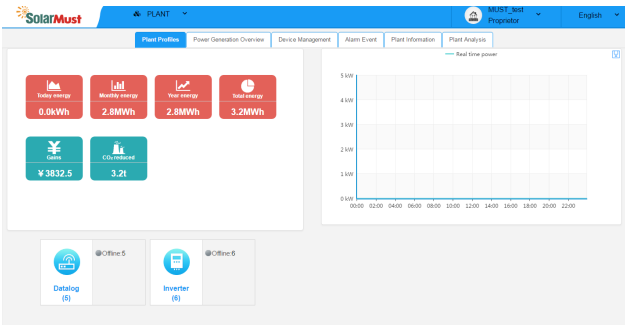 SolarMust
PLANT
MUST_test
Proprietor
English
Plant Profiles
Power Generation Overview
Device Management
Alarm Event
Plant Information
Plant Analysis
Today energy
0.0kWh
Monthly energy
2.8MWh
Year energy
2.8MWh
Total energy
3.2MWh
Gains
¥3832.5
CO₂ reduced
3.2t
Real time power
5 kW
4 kW
3 kW
2 kW
1 kW
0 kW
00:00 02:00 04:00 06:00 08:00 10:00 12:00 14:00 16:00 18:00 20:00 22:00
Datalog
(5)
Offline:5
Inverter
(6)
Offline:6